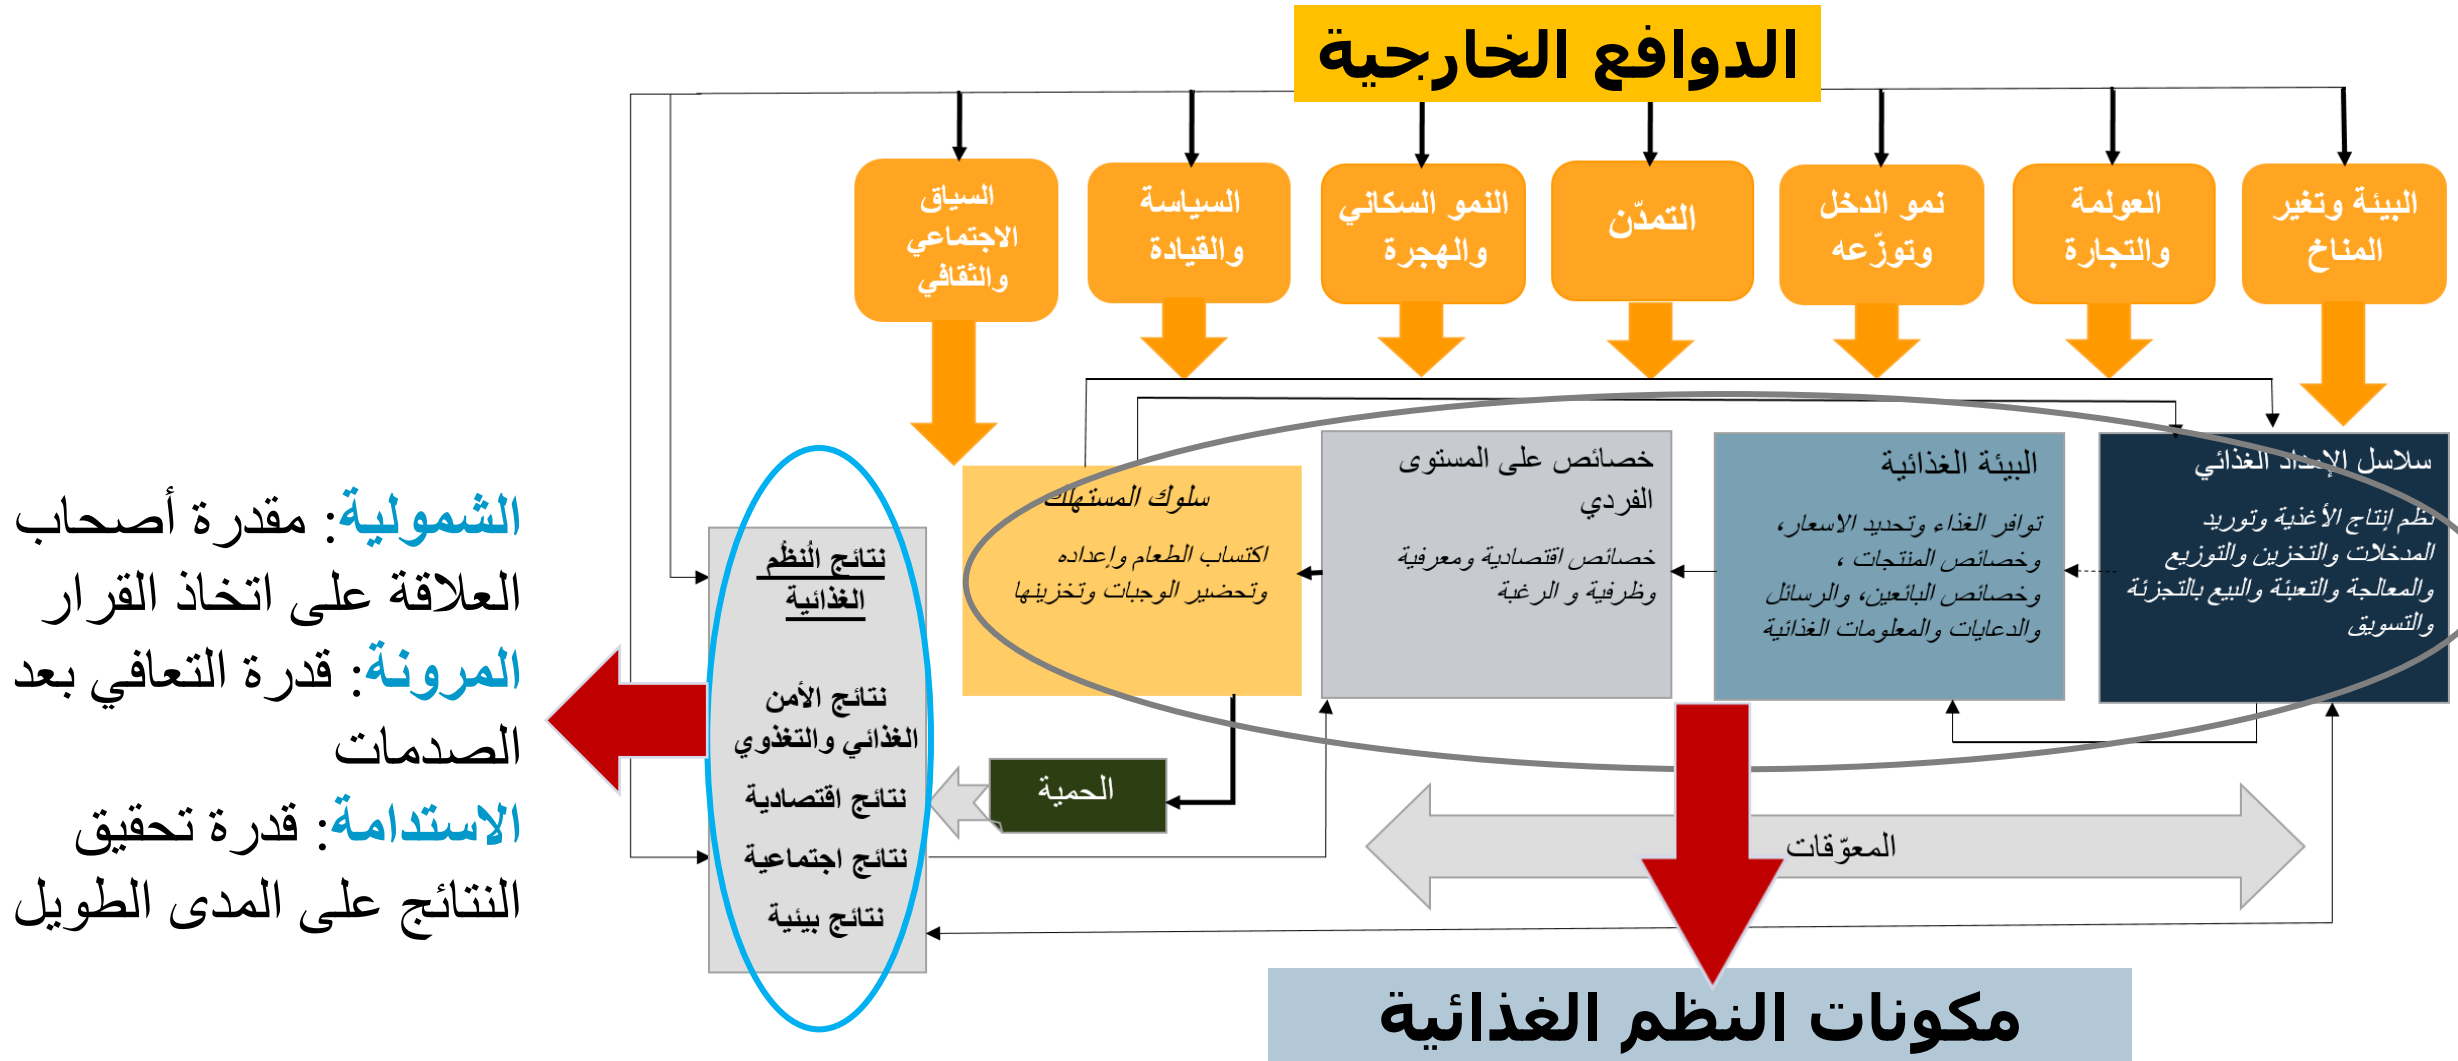 الدوافع الخارجية
البيئة وتغير
المناخ
العولمة
والتجارة
نمو الدخل
وتوزّعه
التمدّن
النمو السكاني
والهجرة
السياسة
والقيادة
السياق
الاجتماعي
والثقافي
سلاسل الإمداد الغذائي
نظم إنتاج الأغذية وتوريد
المدخلات والتخزين والتوزيع
والمعالجة والتعبئة والبيع بالتجزئة
والتسويق
البيئة الغذائية
توافر الغذاء وتحديد الاسعار،
وخصائص المنتجات ،
وخصائص البائعين، والرسائل
والدعايات والمعلومات الغذائية
خصائص على المستوى
الفردي
خصائص اقتصادية ومعرفية
وظرفية و الرغبة
سلوك المستهلك
اكتساب الطعام وإعداده
وتحضير الوجبات وتخزينها
الحمية
المعوّقات
نتائج الُنظُم
الغذائية
نتائج الأمن
الغذائي والتغذوي
نتائج اقتصادية
نتائج اجتماعية
نتائج بيئية
الشمولية: مقدرة أصحاب
العلاقة على اتخاذ القرار
المرونة: قدرة التعافي بعد
الصدمات
الاستدامة: قدرة تحقيق
النتائج على المدى الطويل
مكونات النظم الغذائية